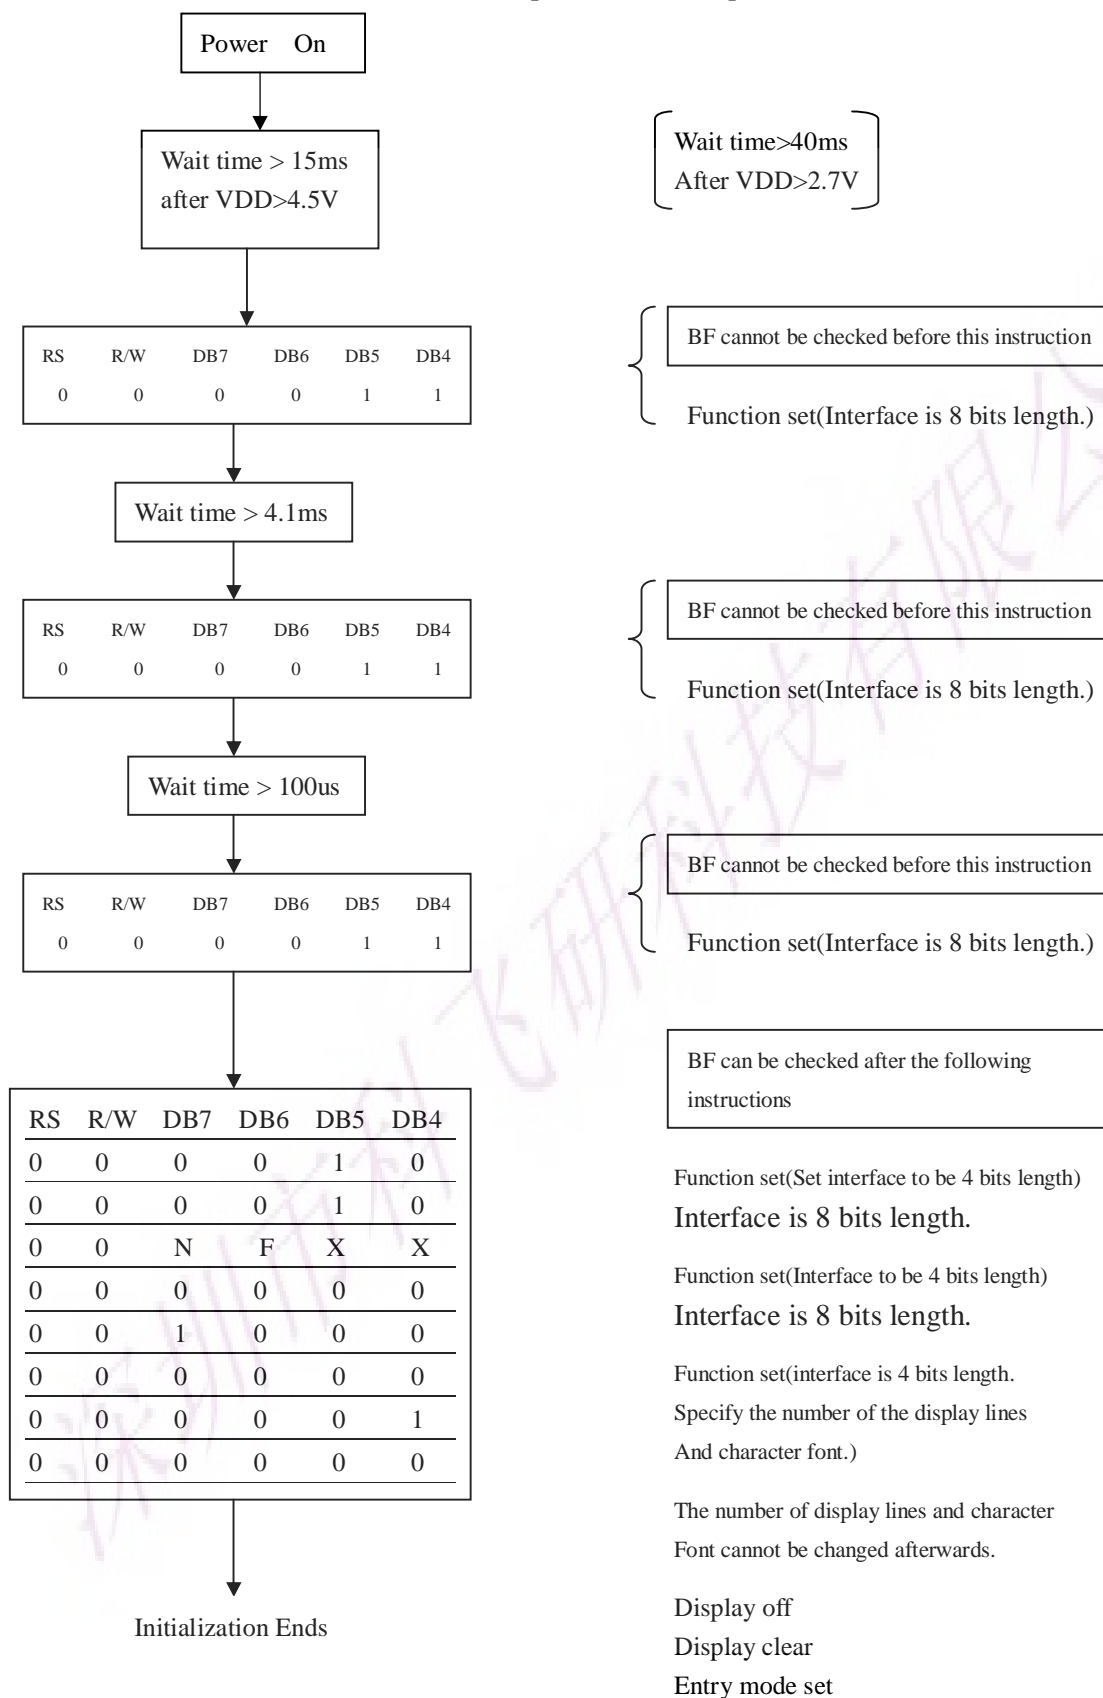 Power On
Wait time > 15ms
after VDD>4.5V
Wait time>40ms
After VDD>2.7V
RS R/W DB7 DB6 DB5 DB4
0 0 0 0 1 1
BF cannot be checked before this instruction
Function set(Interface is 8 bits length.)
Wait time > 4.1ms
RS R/W DB7 DB6 DB5 DB4
0 0 0 0 1 1
BF cannot be checked before this instruction
Function set(Interface is 8 bits length.)
Wait time > 100us
RS R/W DB7 DB6 DB5 DB4
0 0 0 0 1 1
BF cannot be checked before this instruction
Function set(Interface is 8 bits length.)
RS R/W DB7 DB6 DB5 DB4
0 0 0 0 1 0
0 0 0 0 1 0
0 0 N F X X
0 0 0 0 0 0
0 0 1 0 0 0
0 0 0 0 0 0
0 0 0 0 0 1
0 0 0 0 0 0
Initialization Ends
BF can be checked after the following
instructions
Function set(Set interface to be 4 bits length)
Interface is 8 bits length.
Function set(Interface to be 4 bits length)
Interface is 8 bits length.
Function set(interface is 4 bits length.
Specify the number of the display lines
And character font.)
The number of display lines and character
Font cannot be changed afterwards.
Display off
Display clear
Entry mode set
深圳市科飞研科技有限公